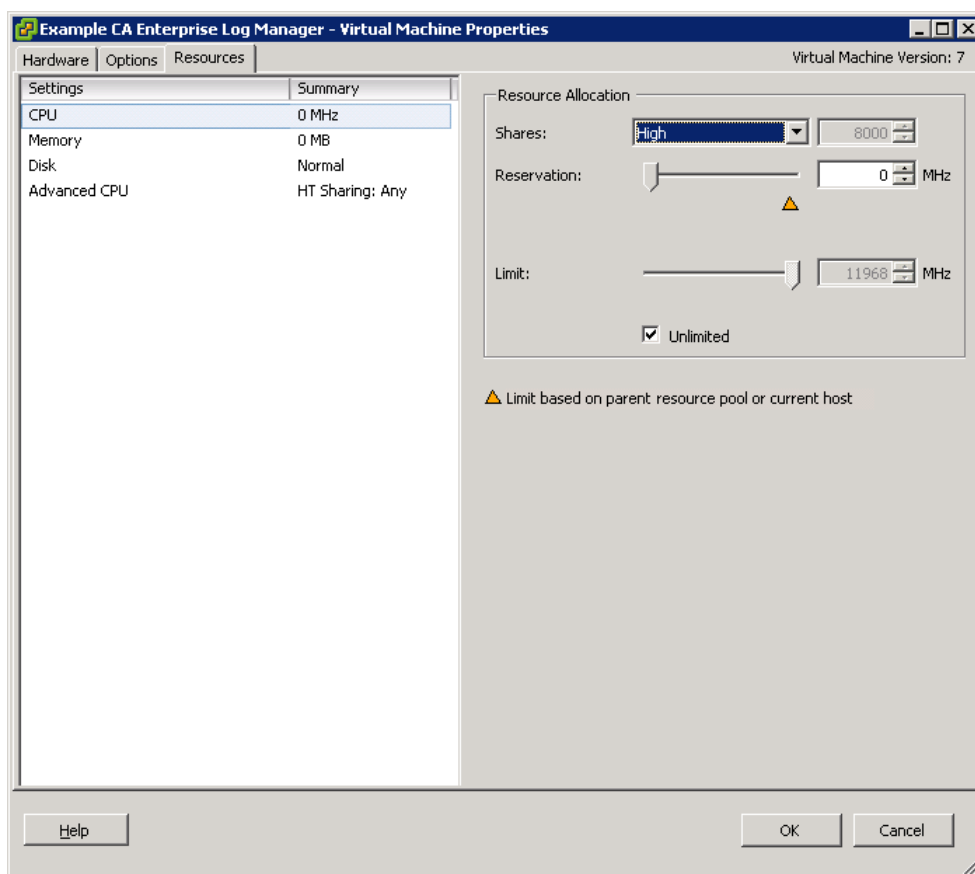 Example CA Enterprise Log Manager - Virtual Machine Properties
Hardware Options Resources Virtual Machine Version: 7
Settings Summary
CPU 0 MHz
Memory 0 MB
Disk Normal
Advanced CPU HT Sharing: Any
Resource Allocation
Shares: High 8000
Reservation: 0 MHz
Limit: 11968 MHz
Unlimited
Limit based on parent resource pool or current host
Help OK Cancel